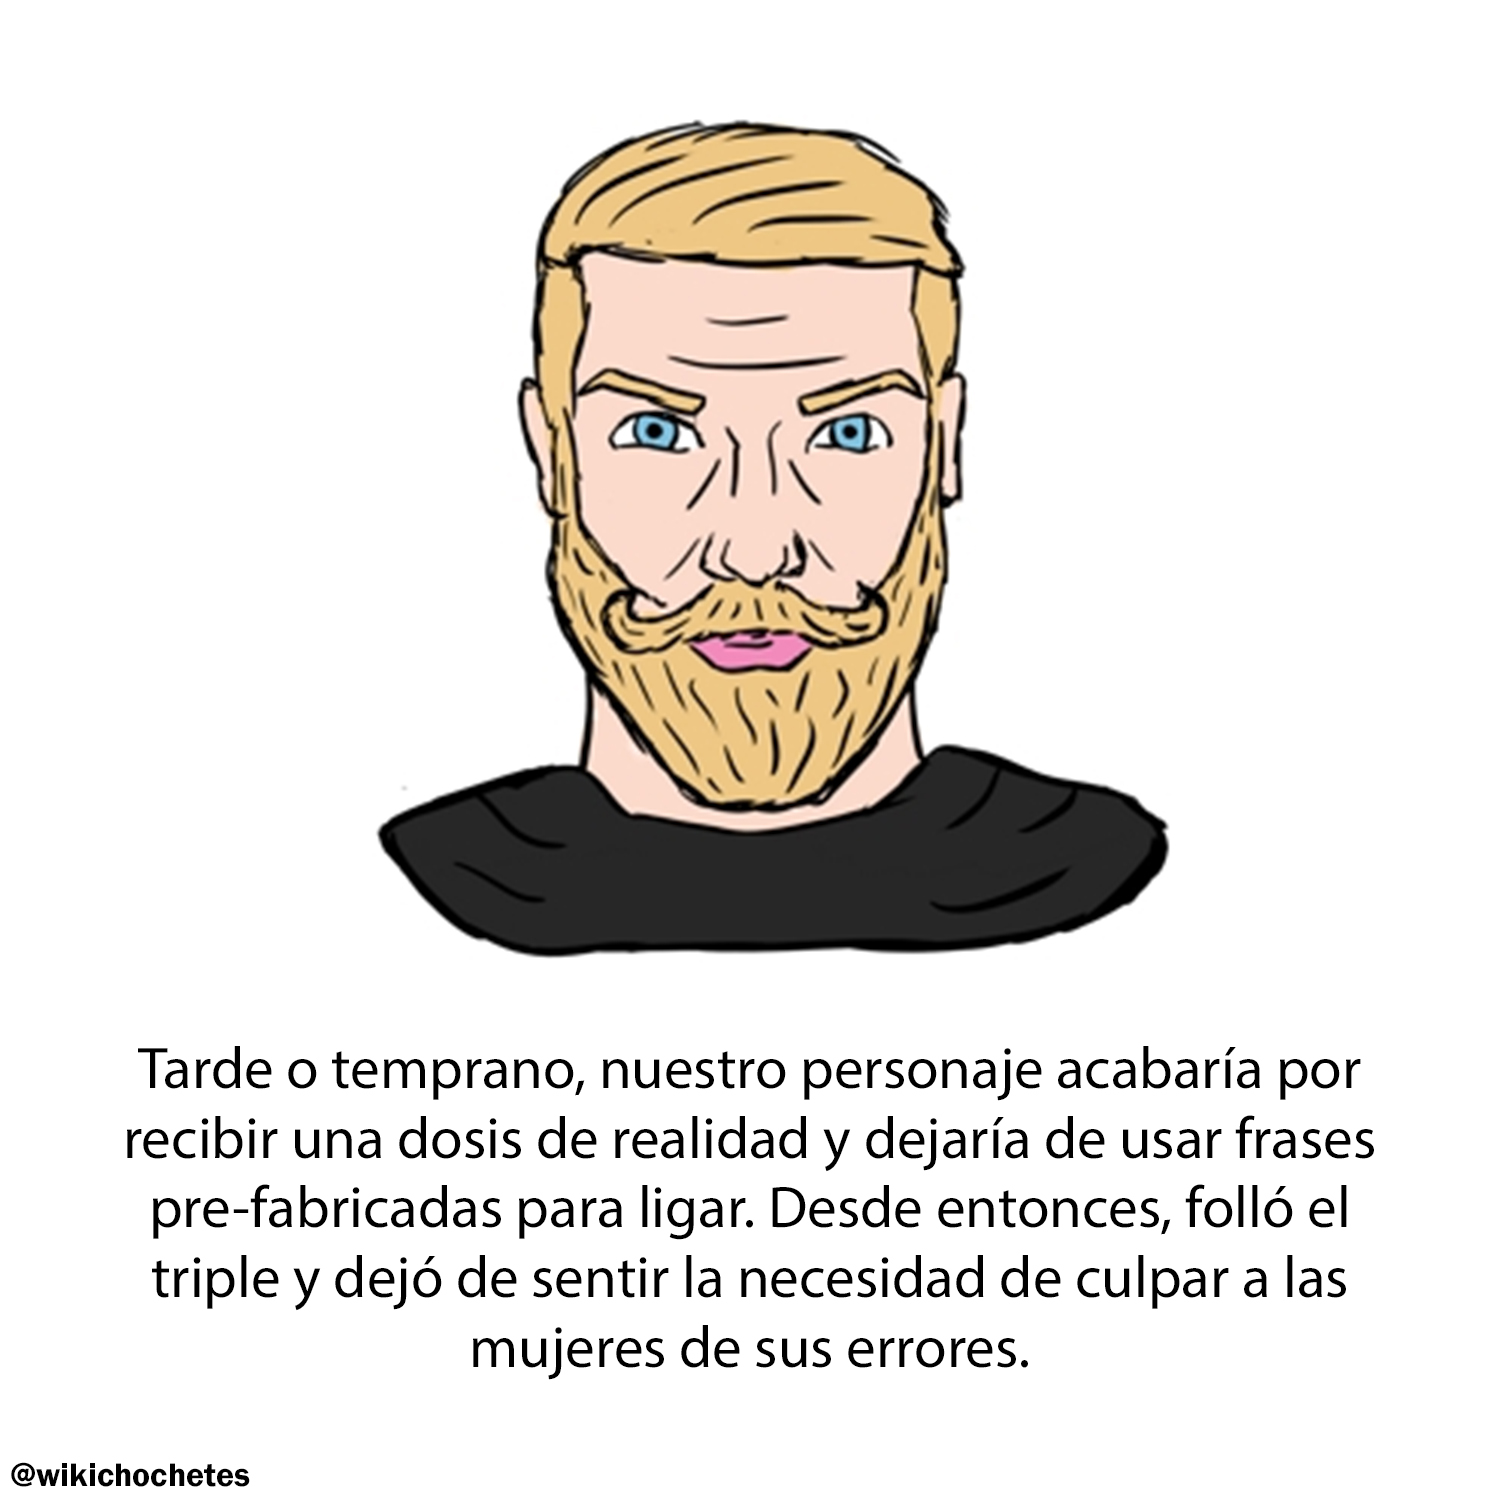 Tarde o temprano, nuestro personaje acabaría por
recibir una dosis de realidad y dejaría de usar frases
pre-fabricadas para ligar. Desde entonces, folló el
triple y dejó de sentir la necesidad de culpar a las
mujeres de sus errores.
@wikichochetes